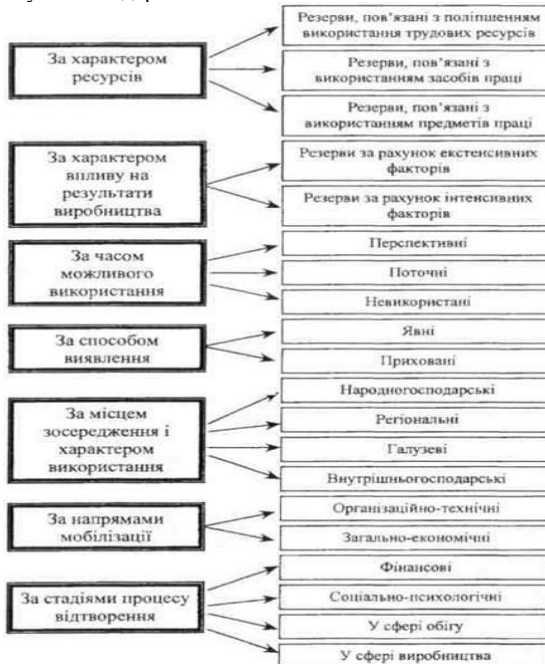 За характером
ресурсів
Резерви, пов'язані з поліпшенням
використання трудових ресурсів
Резерви, пов'язані з
використанням засобів праці
Резерви, пов'язані з
використанням предметів праці
За характером
впливу на
результати
виробництва
Резерви за рахунок екстенсивних
факторів
Резерви за рахунок інтенсивних
факторів
За часом
можливого
використання
Перспективні
Поточні
Невикористані
За способом
виявлення
Явні
Приховані
За місцем
зосередження і
характером
використання
Народногосподарські
Регіональні
Галузеві
Внутрішньогосподарські
За напрямами
мобілізації
Організаційно-технічні
Загально-економічні
За стадіями процесу
відтворення
Фінансові
Соціально-психологічні
У сфері обігу
У сфері виробництва